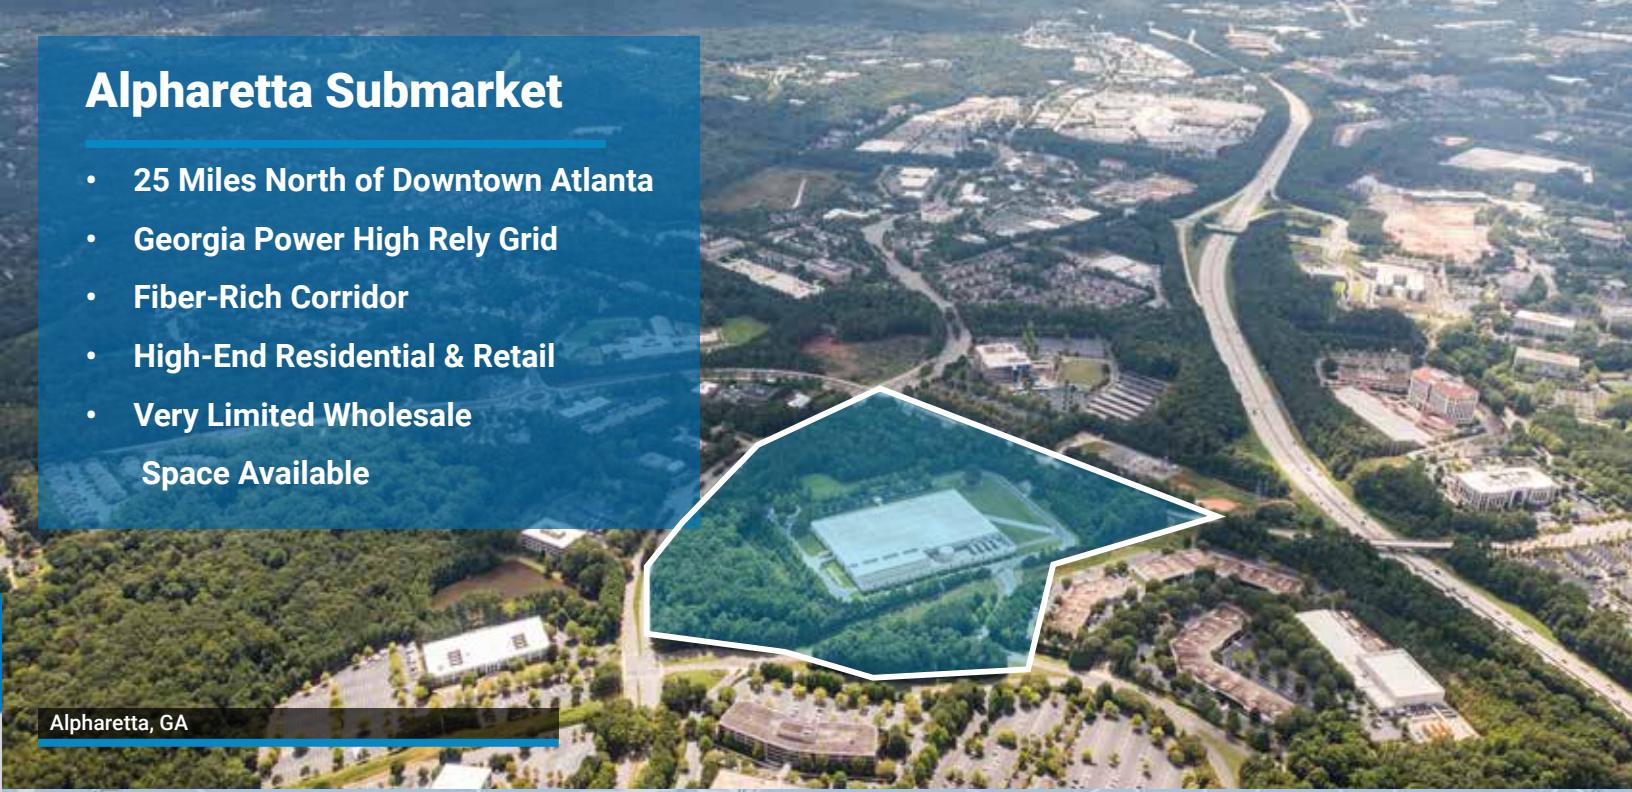 Alpharetta Submarket
• 25 Miles North of Downtown Atlanta
• Georgia Power High Rely Grid
• Fiber-Rich Corridor
• High-End Residential & Retail
• Very Limited Wholesale
Space Available
Alpharetta, GA